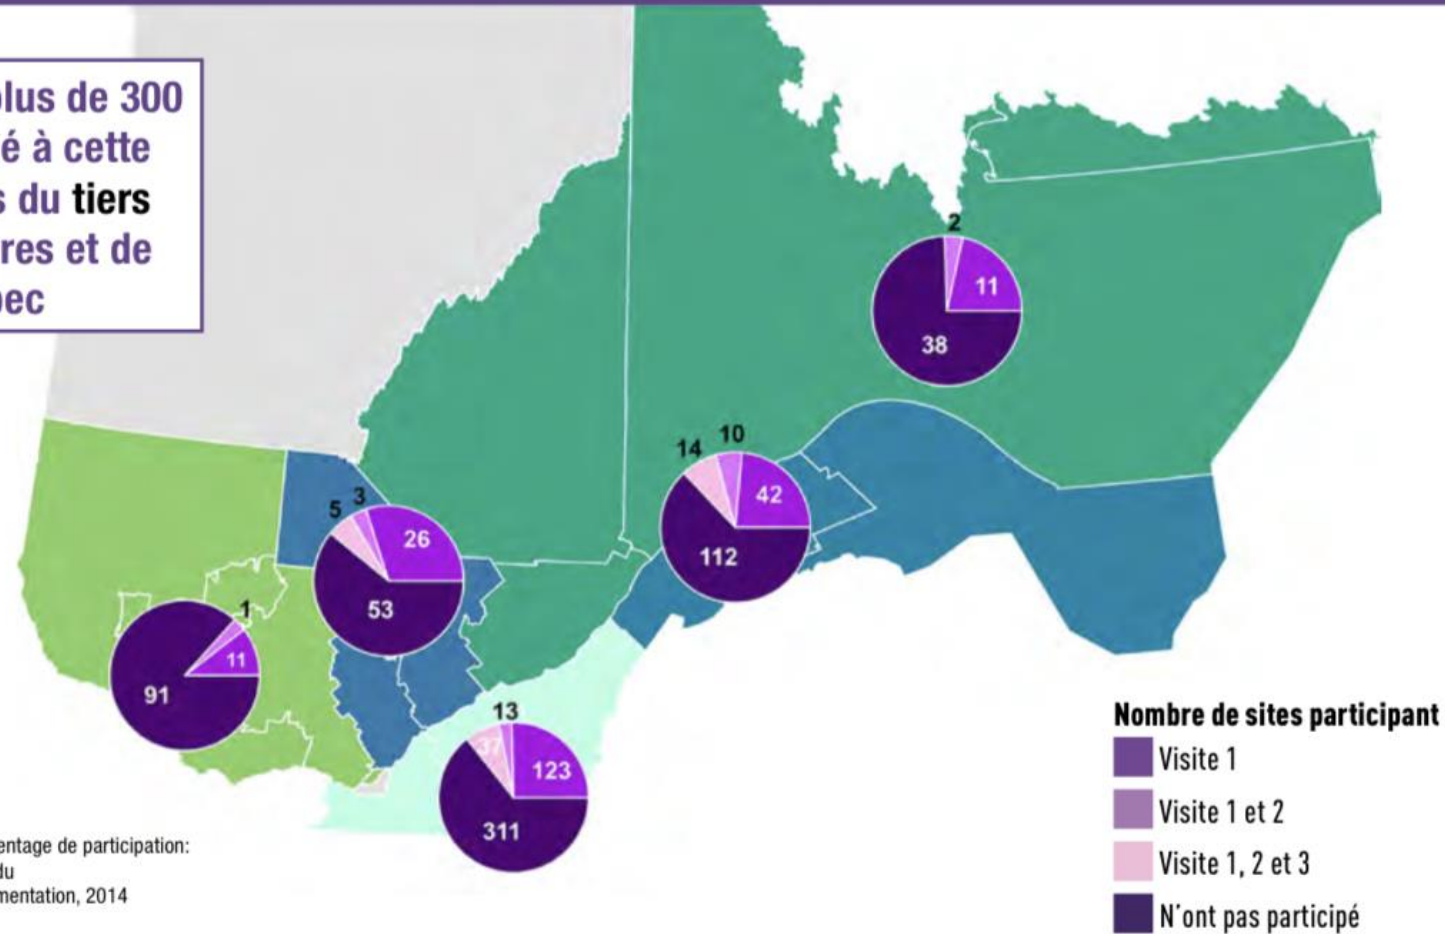 plus de 300
é à cette
s du tiers
res et de
bec
2
11
38
14
10
42
112
5
3
26
53
1
11
91
13
37
123
311
Nombre de sites participant
Visite 1
Visite 1 et 2
Visite 1, 2 et 3
N'ont pas participé
entage de participation:
du
mentation, 2014